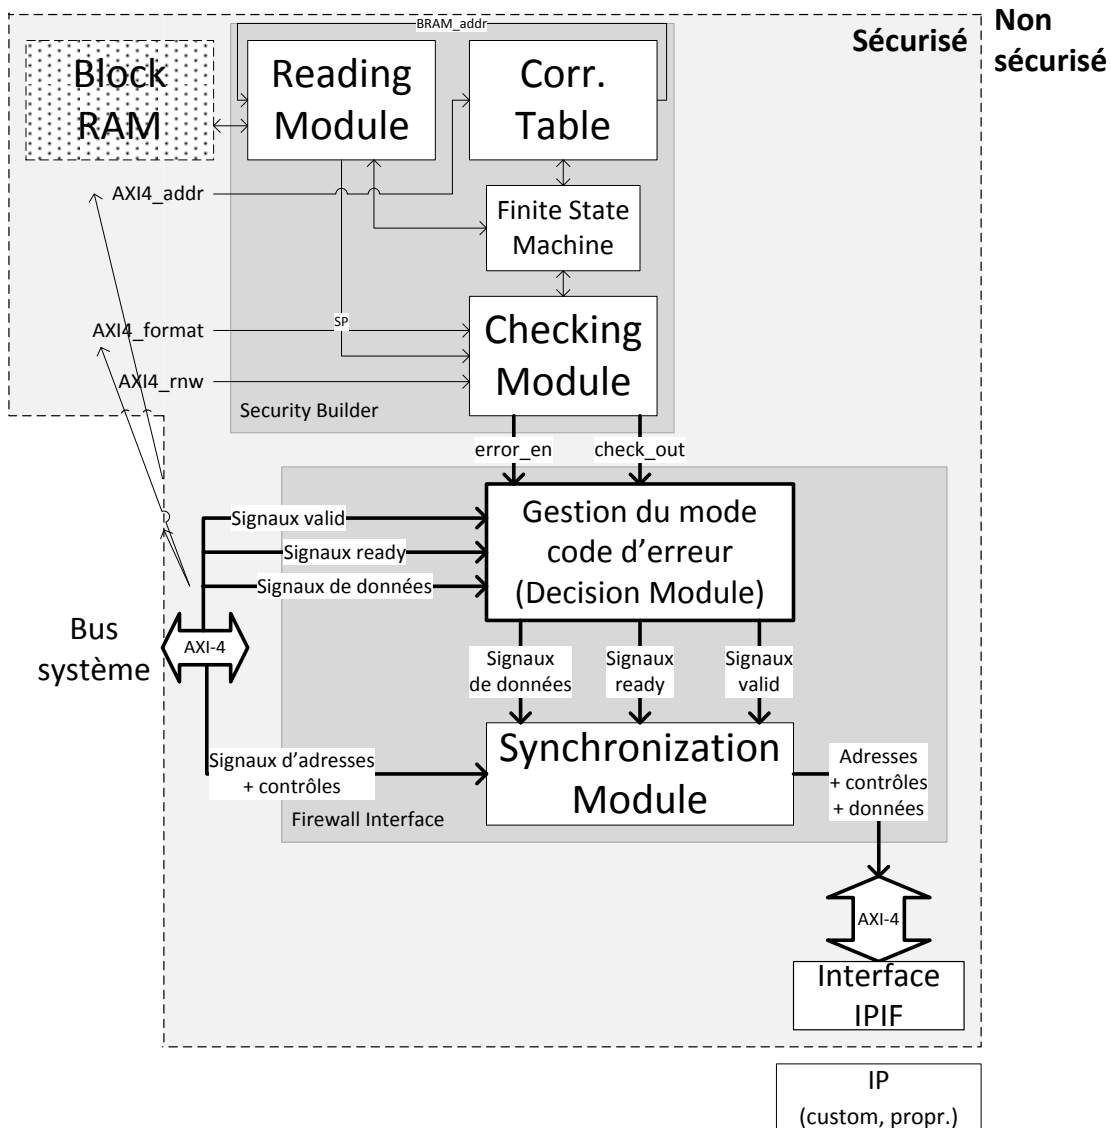 BRAM_addr
Non
sécurisé
Sécurisé
Block
RAM
Reading
Module
Corr.
Table
AXI4_addr
Finite State
Machine
AXI4_format
SP
Checking
Module
AXI4_rnw
Security Builder
error_en
check_out
Signaux valid
Signaux ready
Signaux de données
Gestion du mode
code d'erreur
(Decision Module)
Bus
système
AXI-4
Signaux
de données
Signaux
ready
Signaux
valid
Signaux d'adresses
+ contrôles
Synchronization
Module
Adresses
+ contrôles
+ données
Firewall Interface
AXI-4
Interface
IPIF
IP
(custom, propr.)